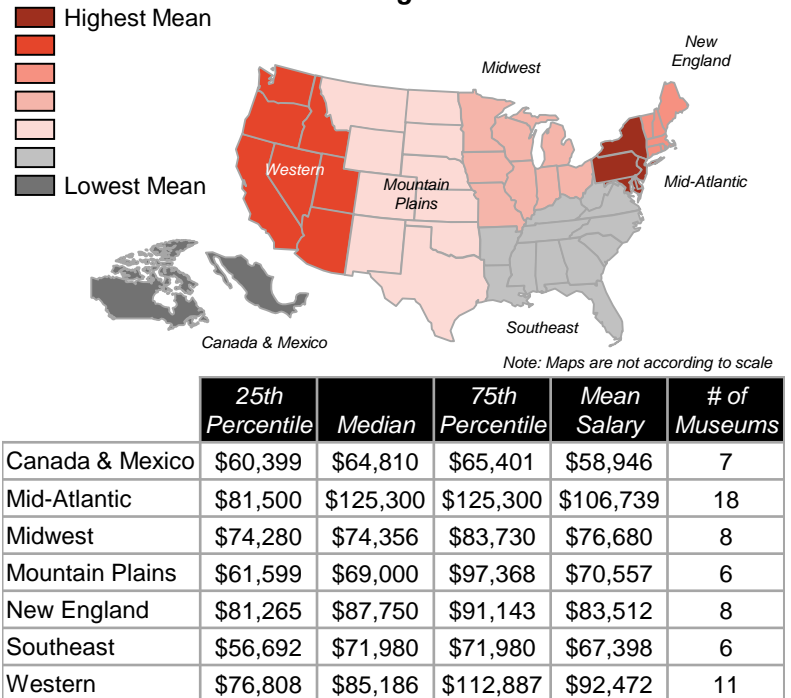 Highest Mean
Lowest Mean
New
England
Midwest
Western
Mountain
Plains
Mid-Atlantic
Southeast
Canada & Mexico
Note: Maps are not according to scale
25th Percentile Median 75th Percentile Mean Salary # of Museums
Canada & Mexico $60,399 $64,810 $65,401 $58,946 7
Mid-Atlantic $81,500 $125,300 $125,300 $106,739 18
Midwest $74,280 $74,356 $83,730 $76,680 8
Mountain Plains $61,599 $69,000 $97,368 $70,557 6
New England $81,265 $87,750 $91,143 $83,512 8
Southeast $56,692 $71,980 $71,980 $67,398 6
Western $76,808 $85,186 $112,887 $92,472 11